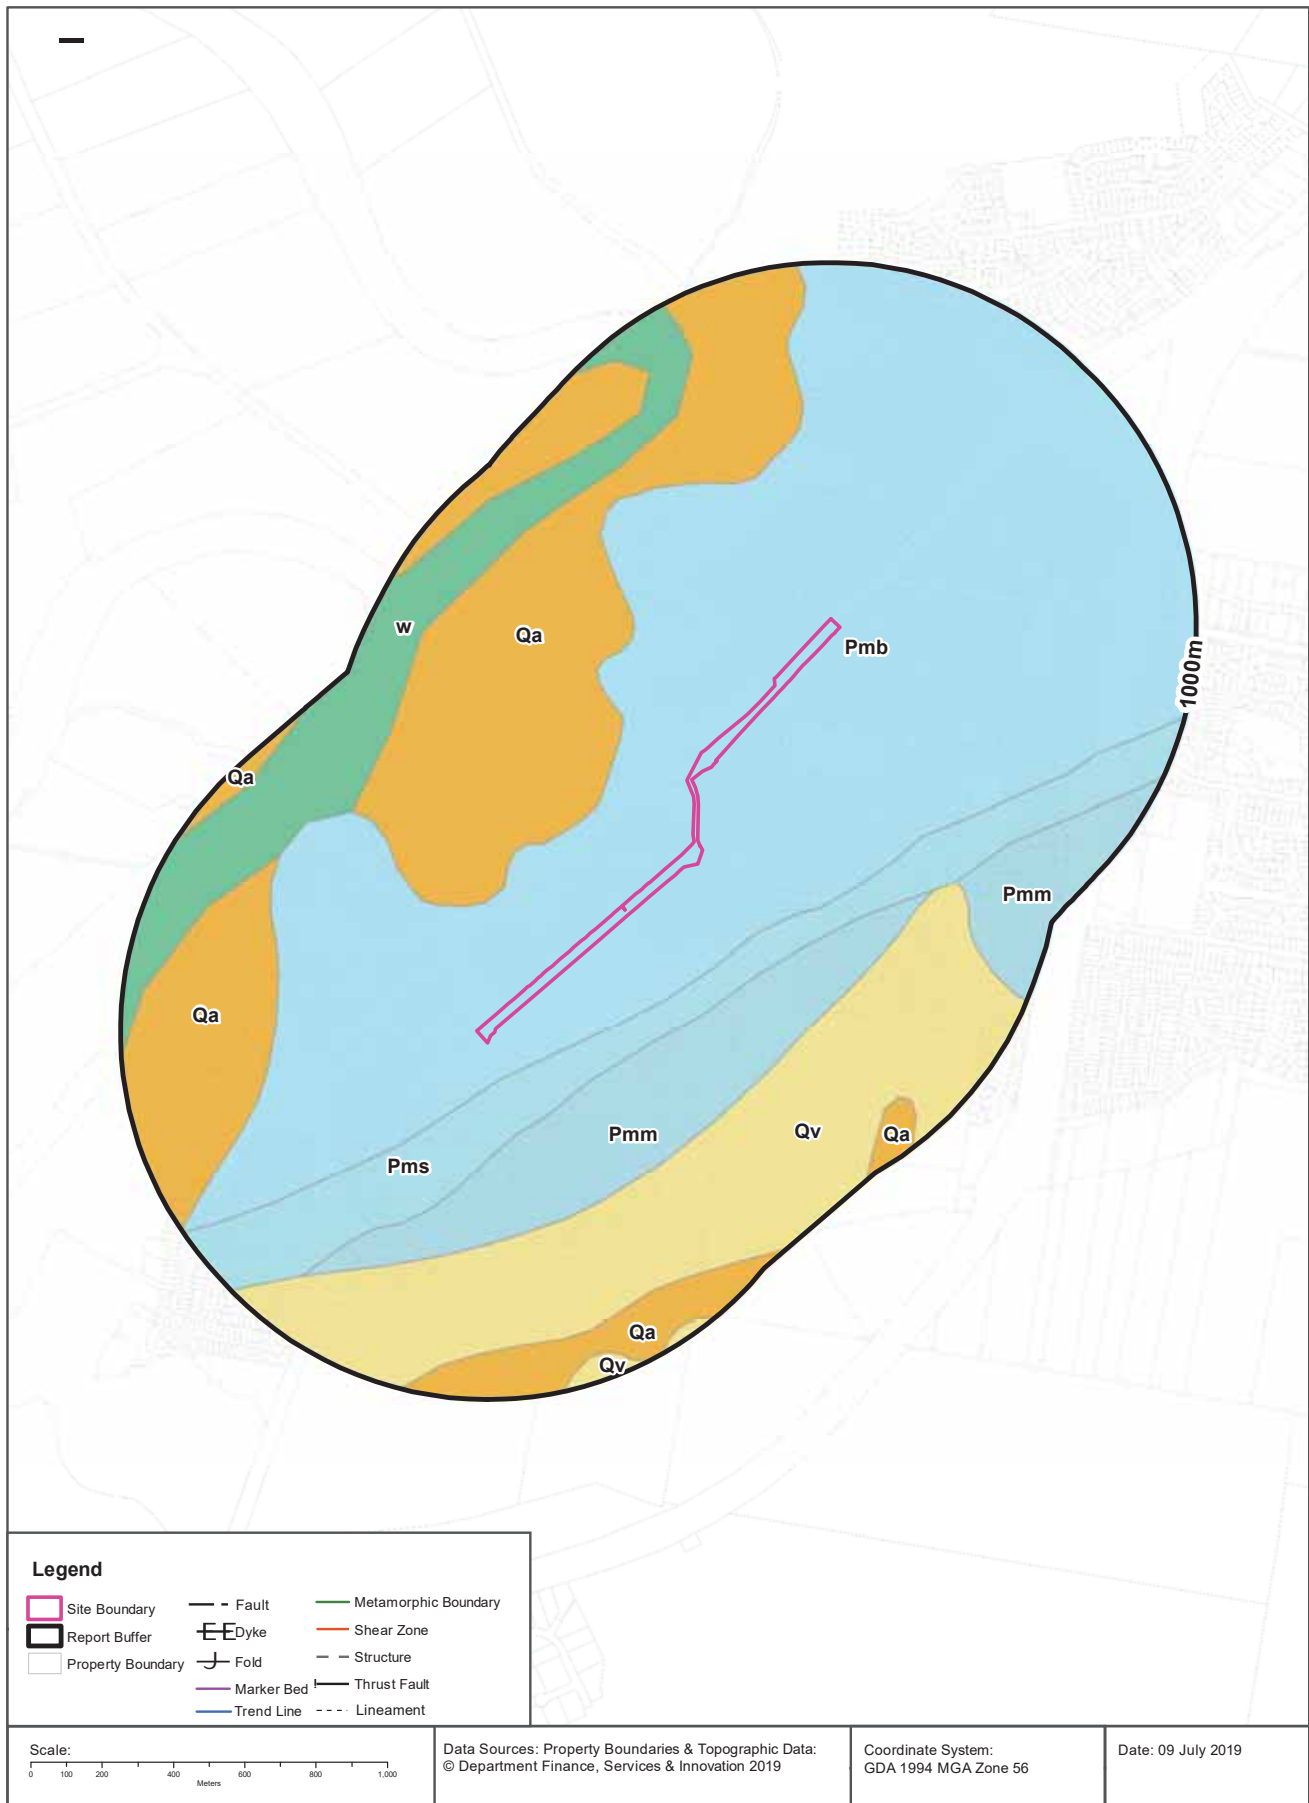 w
Qa
Pmb
1000m
Qa
Pmm
Qa
Pmm
Qv
Qa
Pms
Qa
Qv
Legend
Site Boundary
Report Buffer
Property Boundary
Fault
Dyke
Fold
Marker Bed
Trend Line
Metamorphic Boundary
Shear Zone
Structure
Thrust Fault
Lineament
Scale:
0 100 200 400 600 800 1,000
Meters
Data Sources: Property Boundaries & Topographic Data:
© Department Finance, Services & Innovation 2019
Coordinate System:
GDA 1994 MGA Zone 56
Date: 09 July 2019